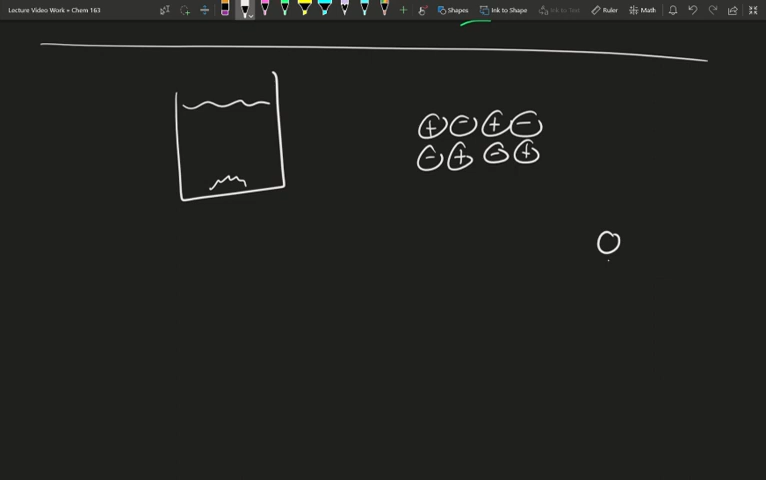 Lecture Video Work » Chem 163
Shapes Ink to Shape Ink to Text Ruler Math
+ - + -
- + - +
O